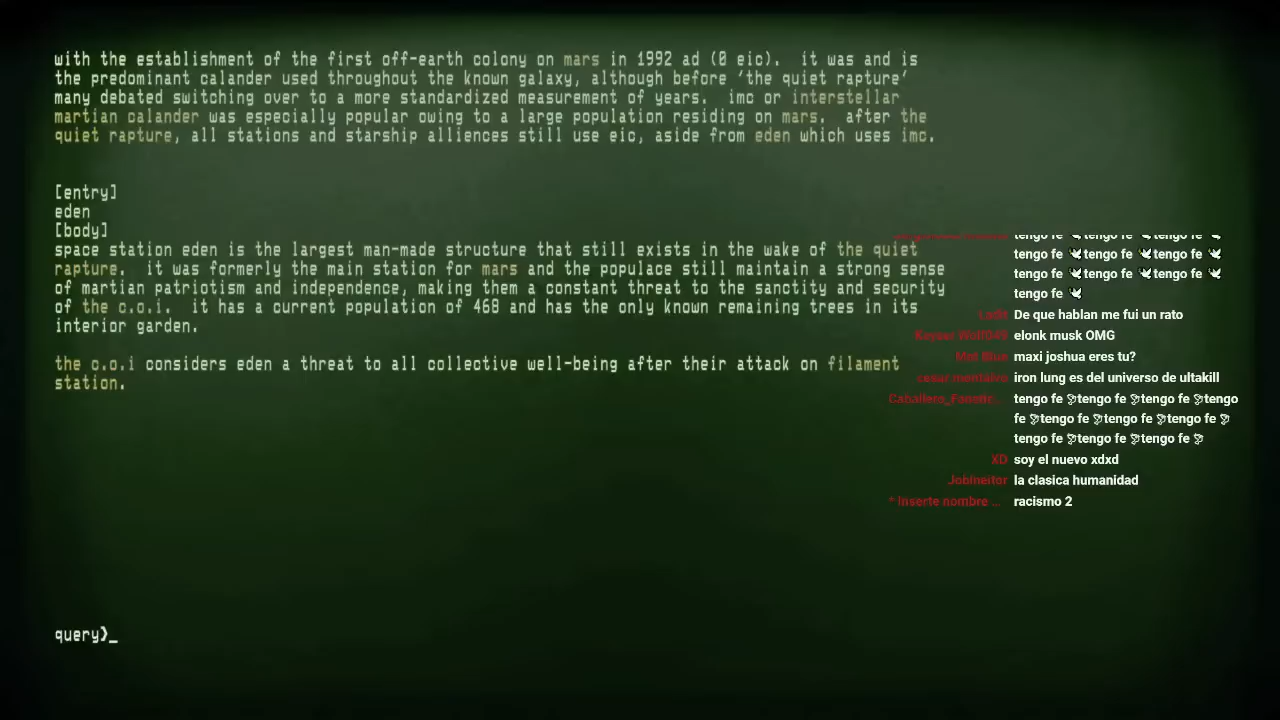 with the establishment of the first off-earth colony on mars in 1992 ad (0 eic).  it was and is
the predominant calander used throughout the known galaxy, although before 'the quiet rapture'
many debated switching over to a more standardized measurement of years.  imc or interstellar
martian calander was especially popular owing to a large population residing on mars.  after the
quiet rapture, all stations and starship alliences still use eic, aside from eden which uses imc.
[entry]
eden
[body]
space station eden is the largest man-made structure that still exists in the wake of the quiet
rapture.  it was formerly the main station for mars and the populace still maintain a strong sense
of martian patriotism and independence, making them a constant threat to the sanctity and security
of the c.o.i.  it has a current population of 468 and has the only known remaining trees in its
interior garden.
the c.o.i considers eden a threat to all collective well-being after their attack on filament
station.
query}_
tengo fe 🕊tengo fe 🕊tengo fe 🕊
tengo fe 🕊tengo fe 🕊tengo fe 🕊
tengo fe 🕊tengo fe 🕊tengo fe 🕊
tengo fe 🕊
Ladit De que hablan me fui un rato
elonk musk OMG
maxi joshua eres tu?
cesar montalvo iron lung es del universo de ultakill
Caballero_Fanatic... tengo fe 🕊tengo fe 🕊tengo fe 🕊tengo
fe 🕊tengo fe 🕊tengo fe 🕊tengo fe 🕊
tengo fe 🕊tengo fe 🕊tengo fe 🕊
XD soy el nuevo xdxd
Jobineitor la clasica humanidad
* Inserte nombre ... racismo 2